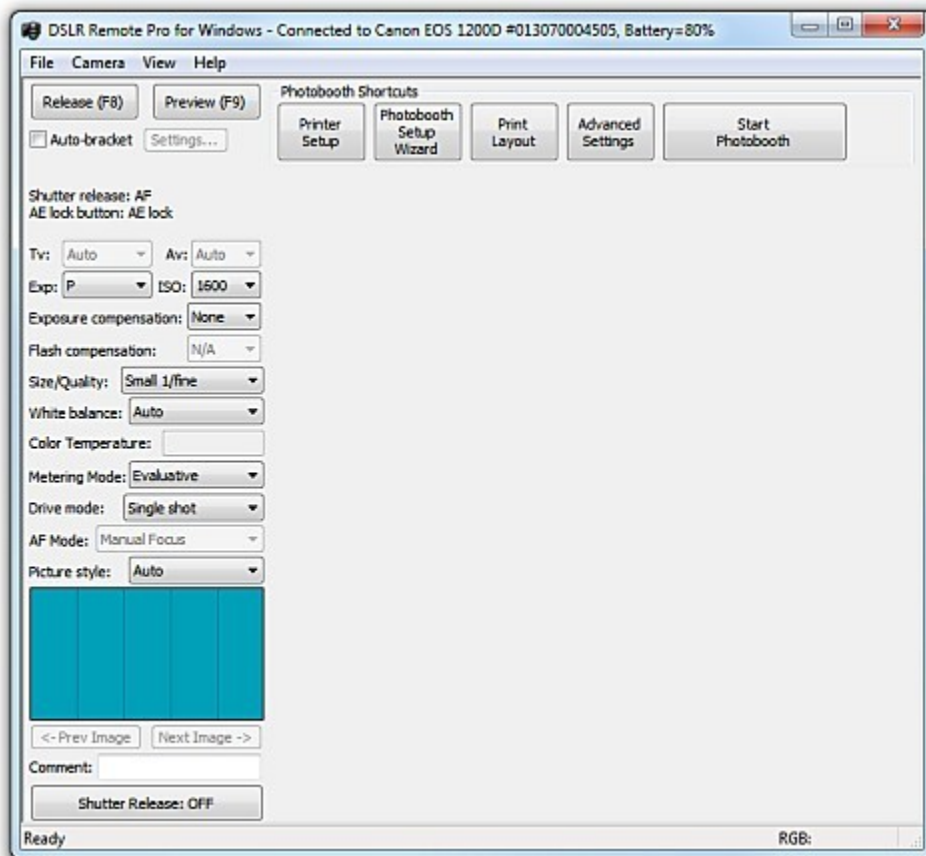 DSLR Remote Pro for Windows - Connected to Canon EOS 1200D #013070004505, Battery=80%
File Camera View Help
Release (F8) Preview (F9)
Auto-bracket Settings...
Photobooth Shortcuts
Printer Setup
Photobooth Setup Wizard
Print Layout
Advanced Settings
Start Photobooth
Shutter release: AF
AE lock button: AE lock
Tv: Auto Av: Auto
Exp: P ISO: 1600
Exposure compensation: None
Flash compensation: N/A
Size/Quality: Small 1/fine
White balance: Auto
Color Temperature:
Metering Mode: Evaluative
Drive mode: Single shot
AF Mode: Manual Focus
Picture style: Auto
<- Prev Image Next Image ->
Comment:
Shutter Release: OFF
Ready RGB: